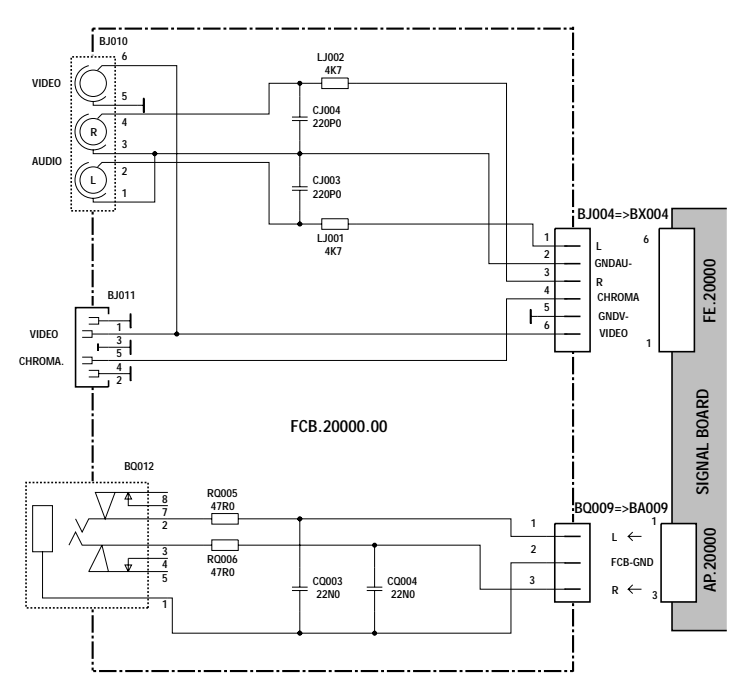 BJ010
6
VIDEO
5
4
R
3
AUDIO
2
L
1
LJ002
4K7
CJ004
220P0
CJ003
220P0
LJ001
4K7
BJ004=>BX004
1
L
6
2
GNDAU-
3
R
4
CHROMA
5
GNDV-
6
VIDEO
1
FE.20000
BJ011
VIDEO
1
3
CHROMA.
5
4
2
FCB.20000.00
SIGNAL BOARD
BQ012
8
7
2
3
4
5
1
RQ005
47R0
RQ006
47R0
CQ003
22N0
CQ004
22N0
BQ009=>BA009
1
L ←
1
2
FCB-GND
3
R ←
3
AP.20000